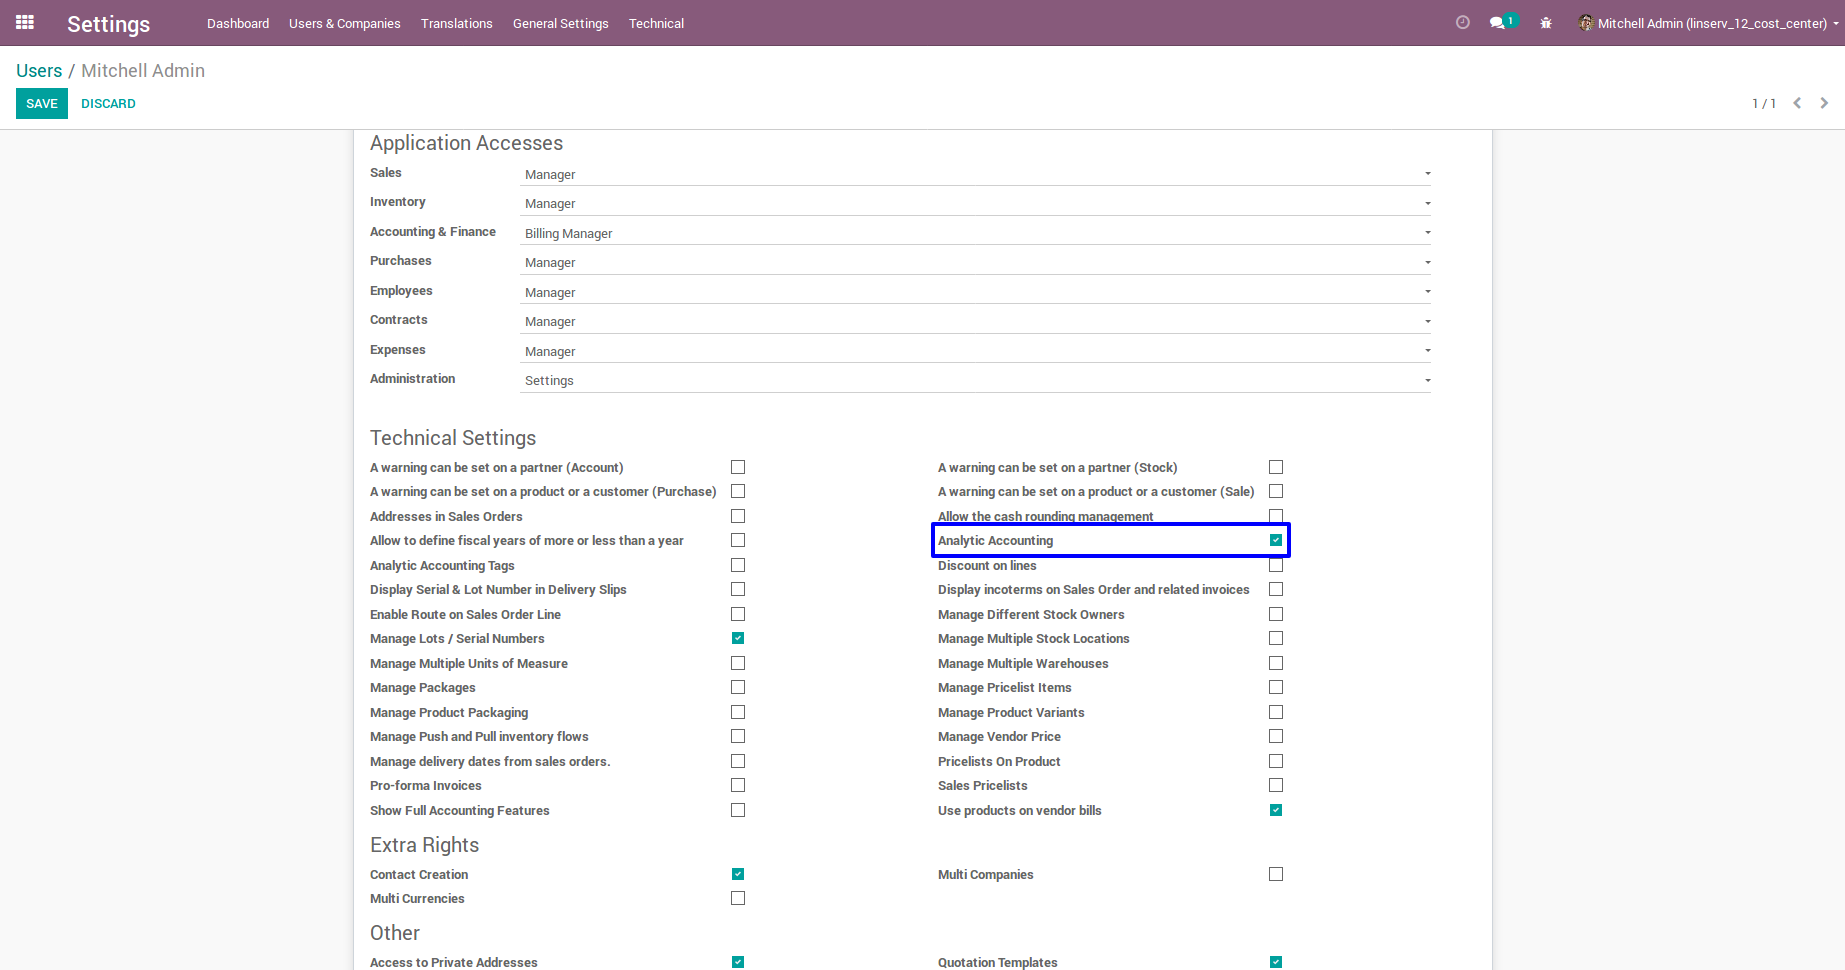 Settings Dashboard Users & Companies Translations General Settings Technical 1 Mitchell Admin (linserv_12_cost_center)
Users / Mitchell Admin
SAVE DISCARD 1 / 1
Application Accesses
Sales Manager
Inventory Manager
Accounting & Finance Billing Manager
Purchases Manager
Employees Manager
Contracts Manager
Expenses Manager
Administration Settings
Technical Settings
A warning can be set on a partner (Account) A warning can be set on a partner (Stock)
A warning can be set on a product or a customer (Purchase) A warning can be set on a product or a customer (Sale)
Addresses in Sales Orders Allow the cash rounding management
Allow to define fiscal years of more or less than a year Analytic Accounting
Analytic Accounting Tags Discount on lines
Display Serial & Lot Number in Delivery Slips Display incoterms on Sales Order and related invoices
Enable Route on Sales Order Line Manage Different Stock Owners
Manage Lots / Serial Numbers Manage Multiple Stock Locations
Manage Multiple Units of Measure Manage Multiple Warehouses
Manage Packages Manage Pricelist Items
Manage Product Packaging Manage Product Variants
Manage Push and Pull inventory flows Manage Vendor Price
Manage delivery dates from sales orders. Pricelists On Product
Pro-forma Invoices Sales Pricelists
Show Full Accounting Features Use products on vendor bills
Extra Rights
Contact Creation Multi Companies
Multi Currencies
Other
Access to Private Addresses Quotation Templates